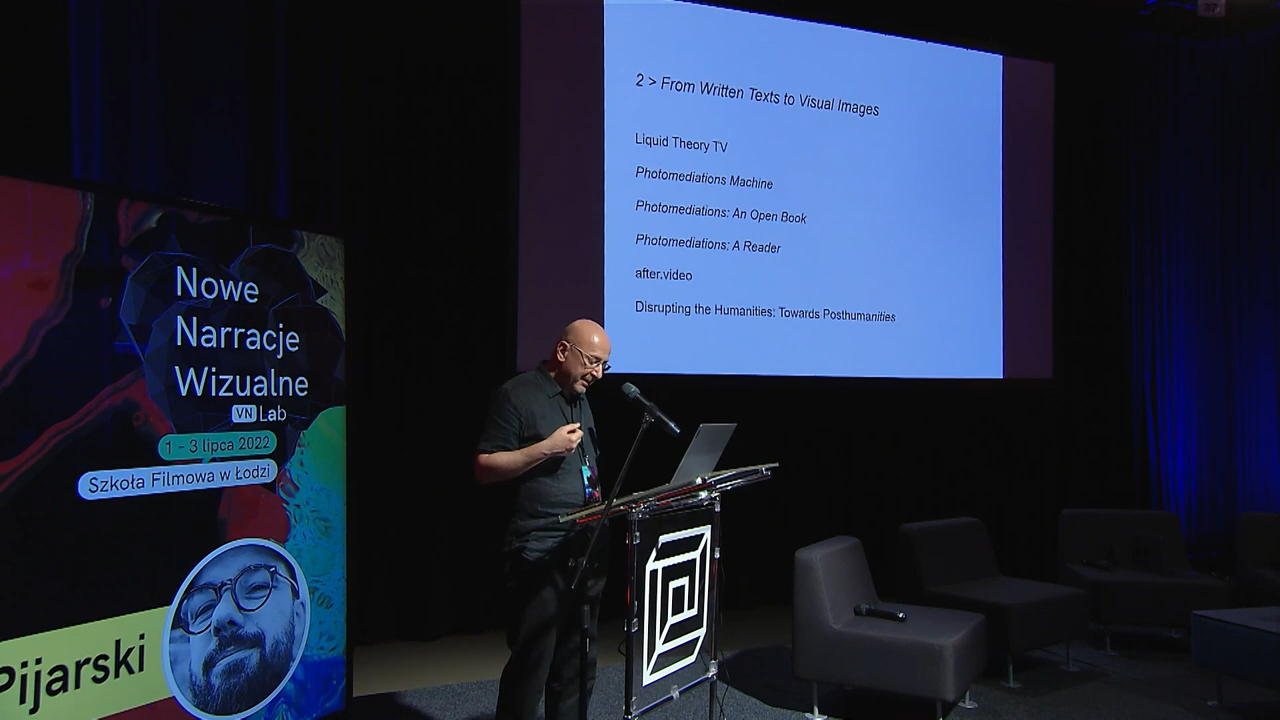 2 > From Written Texts to Visual Images
Liquid Theory TV
Photomediations Machine
Photomediations: An Open Book
Photomediations: A Reader
after.video
Disrupting the Humanities: Towards Posthumanities
Nowe
Narracje
Wizualne
VN Lab
1 – 3 lipca 2022
Szkoła Filmowa w Łodzi
Pijarski